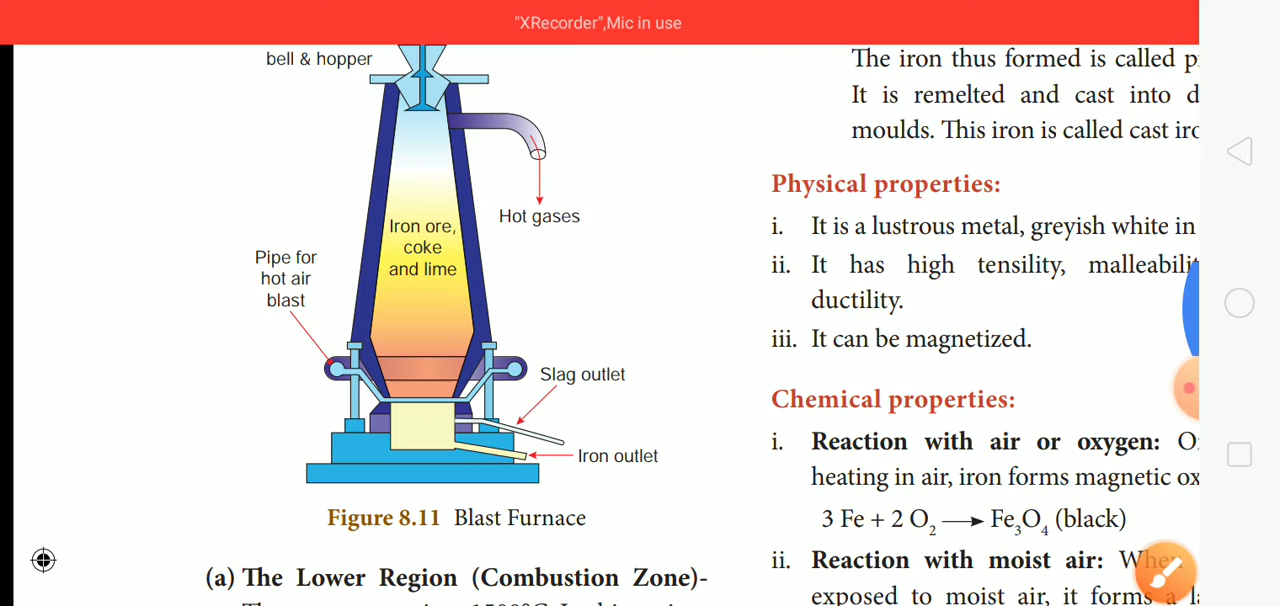 "XRecorder",Mic in use
bell & hopper
Hot gases
Iron ore,
coke
and lime
Pipe for
hot air
blast
Slag outlet
Iron outlet
Figure 8.11 Blast Furnace
(a) The Lower Region (Combustion Zone)-
The iron thus formed is called
It is remelted and cast into
moulds. This iron is called cast
Physical properties:
i. It is a lustrous metal, greyish white in
ii. It has high tensility,
ductility.
iii. It can be magnetized.
Chemical properties:
i. Reaction with air or oxygen:
heating in air, iron forms magnetic
3 Fe + 2 O₂ ⟶ Fe₃O₄ (black)
ii. Reaction with moist air: When
exposed to moist air, it forms a